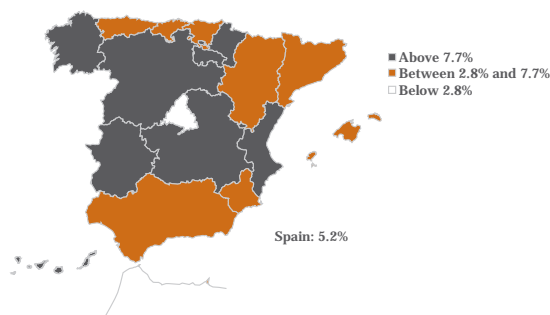 Above 7.7%
Between 2.8% and 7.7%
Below 2.8%
Spain: 5.2%